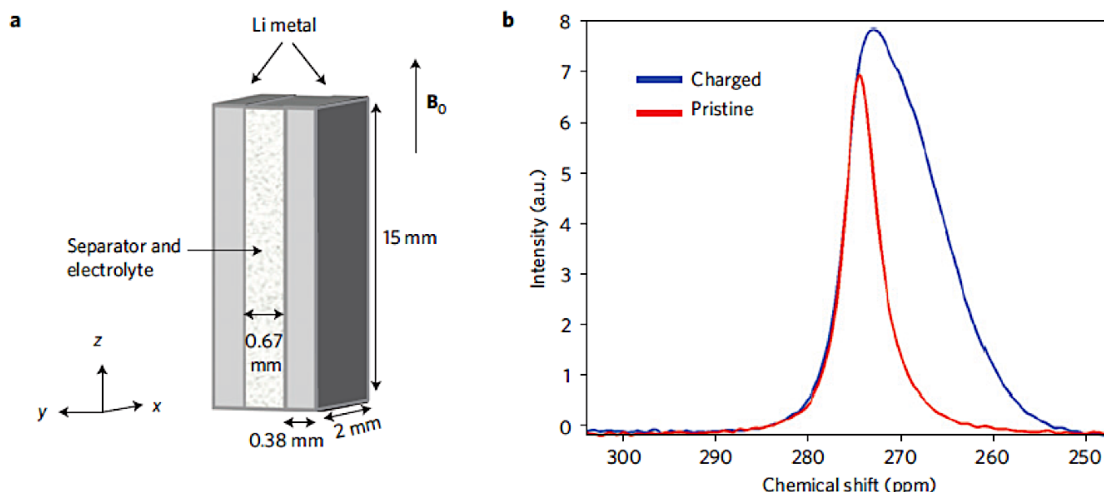 a
Li metal
B0
15 mm
Separator and
electrolyte
0.67
mm
z
y
x
0.38 mm
2 mm
b
8
7
6
5
4
3
2
1
0
Intensity (a.u.)
Charged
Pristine
300
290
280
270
260
250
Chemical shift (ppm)